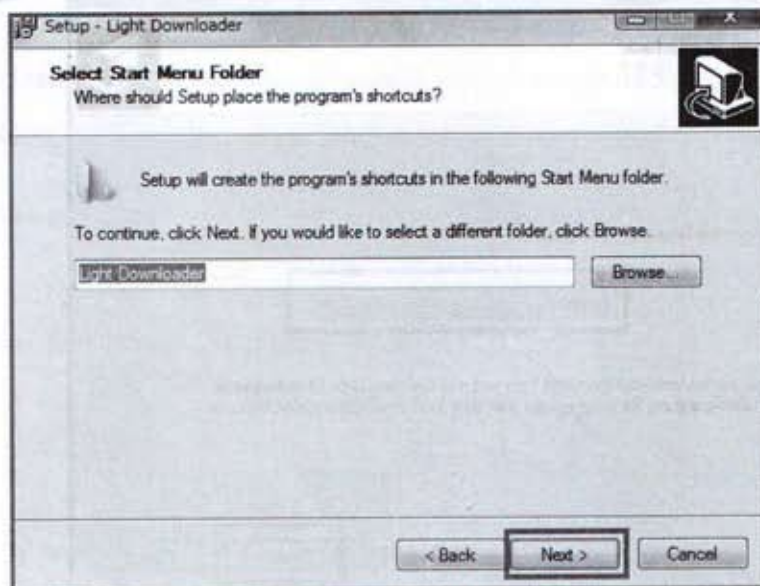 Setup - Light Downloader
Select Start Menu Folder
Where should Setup place the program's shortcuts?
Setup will create the program's shortcuts in the following Start Menu folder.
To continue, click Next. If you would like to select a different folder, click Browse.
Light Downloader
Browse...
< Back
Next >
Cancel